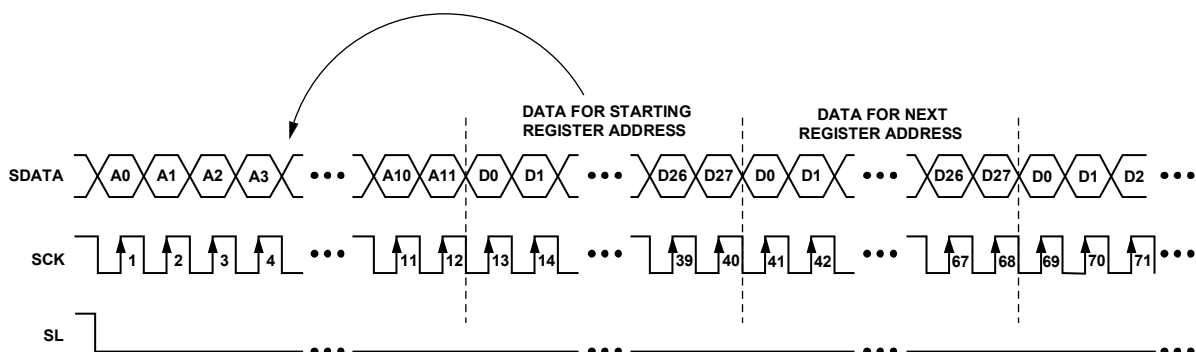 DATA FOR STARTING
REGISTER ADDRESS
DATA FOR NEXT
REGISTER ADDRESS
SDATA A0 A1 A2 A3 ••• A10 A11 D0 D1 ••• D26 D27 D0 D1 ••• D26 D27 D0 D1 D2 •••
SCK 1 2 3 4 ••• 11 12 13 14 ••• 39 40 41 42 ••• 67 68 69 70 71 •••
SL ••• ••• ••• •••